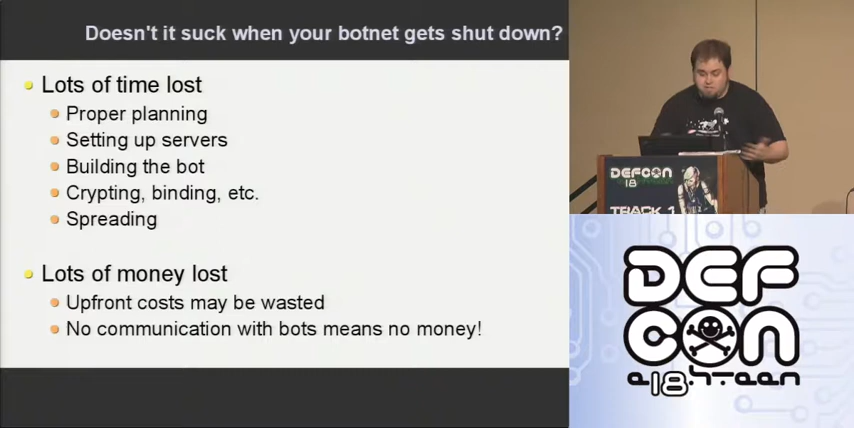 Doesn't it suck when your botnet gets shut down?
Lots of time lost
Proper planning
Setting up servers
Building the bot
Crypting, binding, etc.
Spreading
Lots of money lost
Upfront costs may be wasted
No communication with bots means no money!
DEFCON
18
TRACK 1
DEF
CON
e18hteen